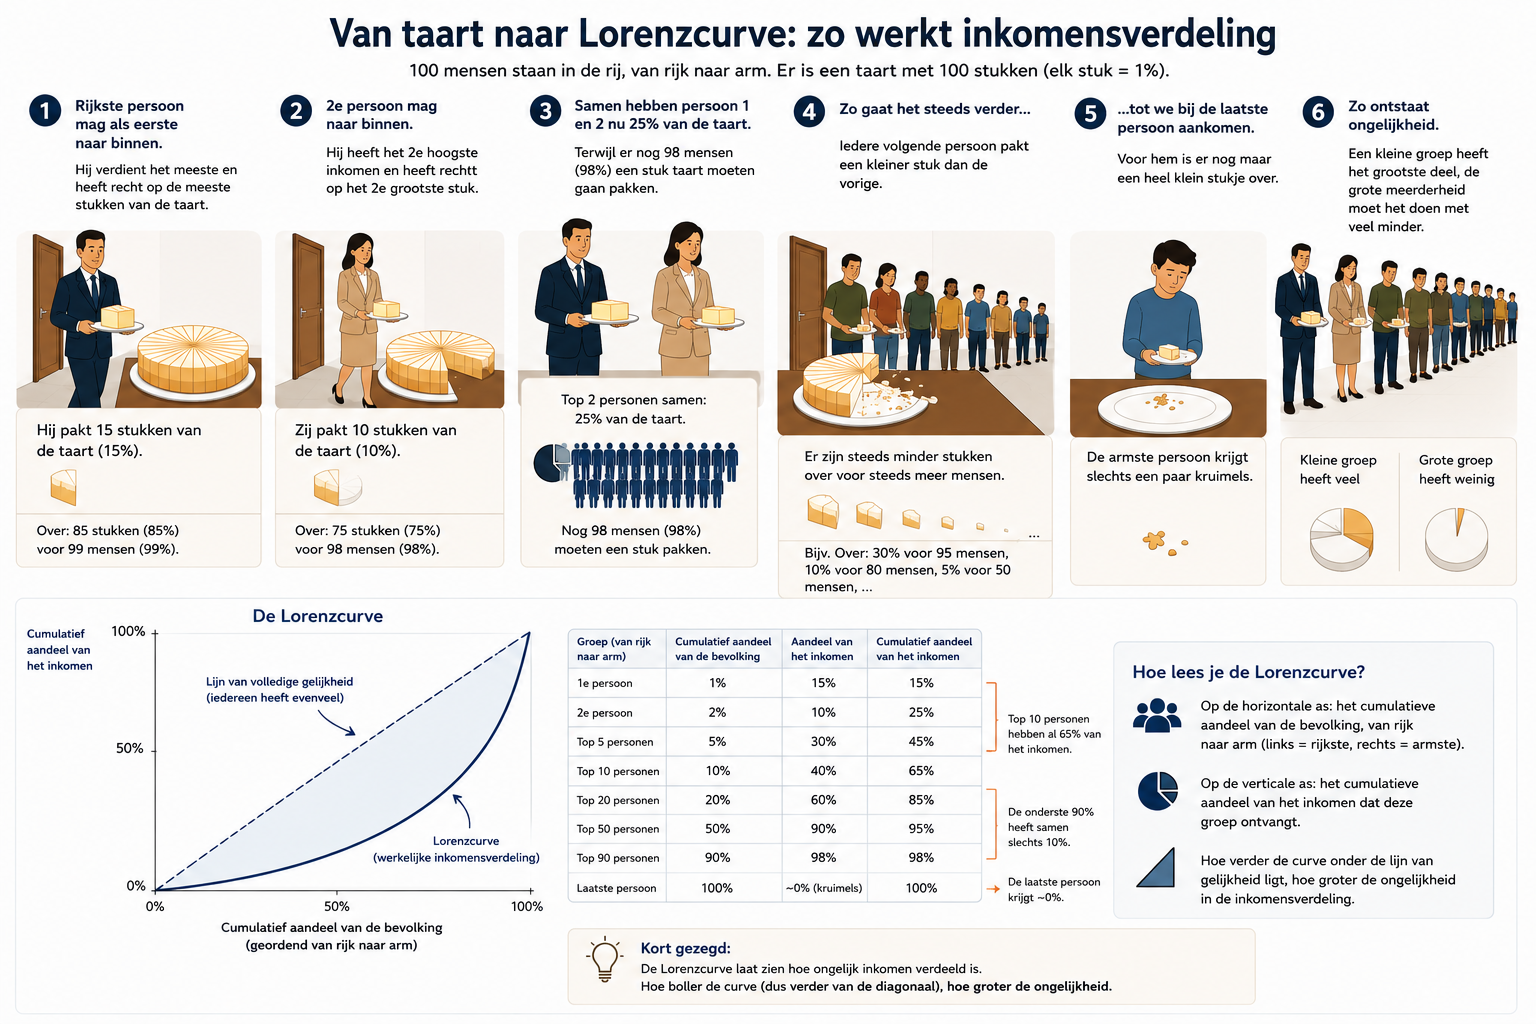 Van taart naar Lorenzcurve: zo werkt inkomensverdeling
100 mensen staan in de rij, van rijk naar arm. Er is een taart met 100 stukken (elk stuk = 1%).
1
Rijkste persoon
mag als eerste
naar binnen.
Hij verdient het meeste en
heeft recht op de meeste
stukken van de taart.
Hij pakt 15 stukken van
de taart (15%).
Over: 85 stukken (85%)
voor 99 mensen (99%).
2
2e persoon mag
naar binnen.
Hij heeft het 2e hoogste
inkomen en heeft rechtt
op het 2e grootste stuk.
Zij pakt 10 stukken van
de taart (10%).
Over: 75 stukken (75%)
voor 98 mensen (98%).
3
Samen hebben persoon 1
en 2 nu 25% van de taart.
Terwijl er nog 98 mensen
(98%) een stuk taart moeten
gaan pakken.
Top 2 personen samen:
25% van de taart.
Nog 98 mensen (98%)
moeten een stuk pakken.
4
Zo gaat het steeds verder...
Iedere volgende persoon pakt
een kleiner stuk dan de
vorige.
Er zijn steeds minder stukken
over voor steeds meer mensen.
...
Bijv. Over: 30% voor 95 mensen,
10% voor 80 mensen, 5% voor 50
mensen, ...
5
...tot we bij de laatste
persoon aankomen.
Voor hem is er nog maar
een heel klein stukje over.
De armste persoon krijgt
slechts een paar kruimels.
6
Zo ontstaat
ongelijkheid.
Een kleine groep heeft
het grootste deel, de
grote meerderheid
moet het doen met
veel minder.
Kleine groep
heeft veel
Grote groep
heeft weinig
De Lorenzcurve
Cumulatief
aandeel van
het inkomen
100%
50%
0%
Lijn van volledige gelijkheid
(iedereen heeft evenveel)
Lorenzcurve
(werkelijke inkomensverdeling)
0% 50% 100%
Cumulatief aandeel van de bevolking
(geordend van rijk naar arm)
Groep (van rijk
naar arm)
Cumulatief aandeel
van de bevolking
Aandeel van
het inkomen
Cumulatief aandeel
van het inkomen
1e persoon 1% 15% 15%
2e persoon 2% 10% 25%
Top 5 personen 5% 30% 45%
Top 10 personen 10% 40% 65%
Top 20 personen 20% 60% 85%
Top 50 personen 50% 90% 95%
Top 90 personen 90% 98% 98%
Laatste persoon 100% ~0% (kruimels) 100%
Top 10 personen
hebben al 65% van
het inkomen.
De onderste 90%
heeft samen
slechts 10%.
De laatste persoon
krijgt ~0%.
Hoe lees je de Lorenzcurve?
Op de horizontale as: het cumulatieve
aandeel van de bevolking, van rijk
naar arm (links = rijkste, rechts = armste).
Op de verticale as: het cumulatieve
aandeel van het inkomen dat deze
groep ontvangt.
Hoe verder de curve onder de lijn van
gelijkheid ligt, hoe groter de ongelijkheid
in de inkomensverdeling.
Kort gezegd:
De Lorenzcurve laat zien hoe ongelijk inkomen verdeeld is.
Hoe boller de curve (dus verder van de diagonaal), hoe groter de ongelijkheid.